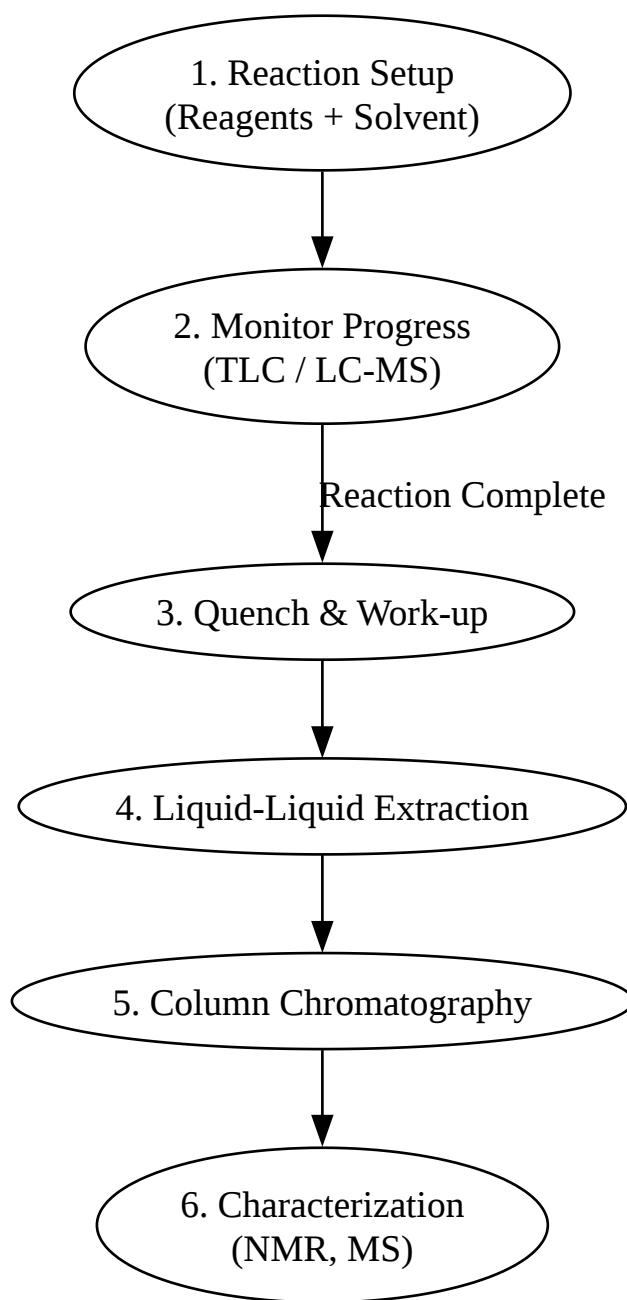 1. Reaction Setup
(Reagents + Solvent)
2. Monitor Progress
(TLC / LC-MS)
Reaction Complete
3. Quench & Work-up
4. Liquid-Liquid Extraction
5. Column Chromatography
6. Characterization
(NMR, MS)